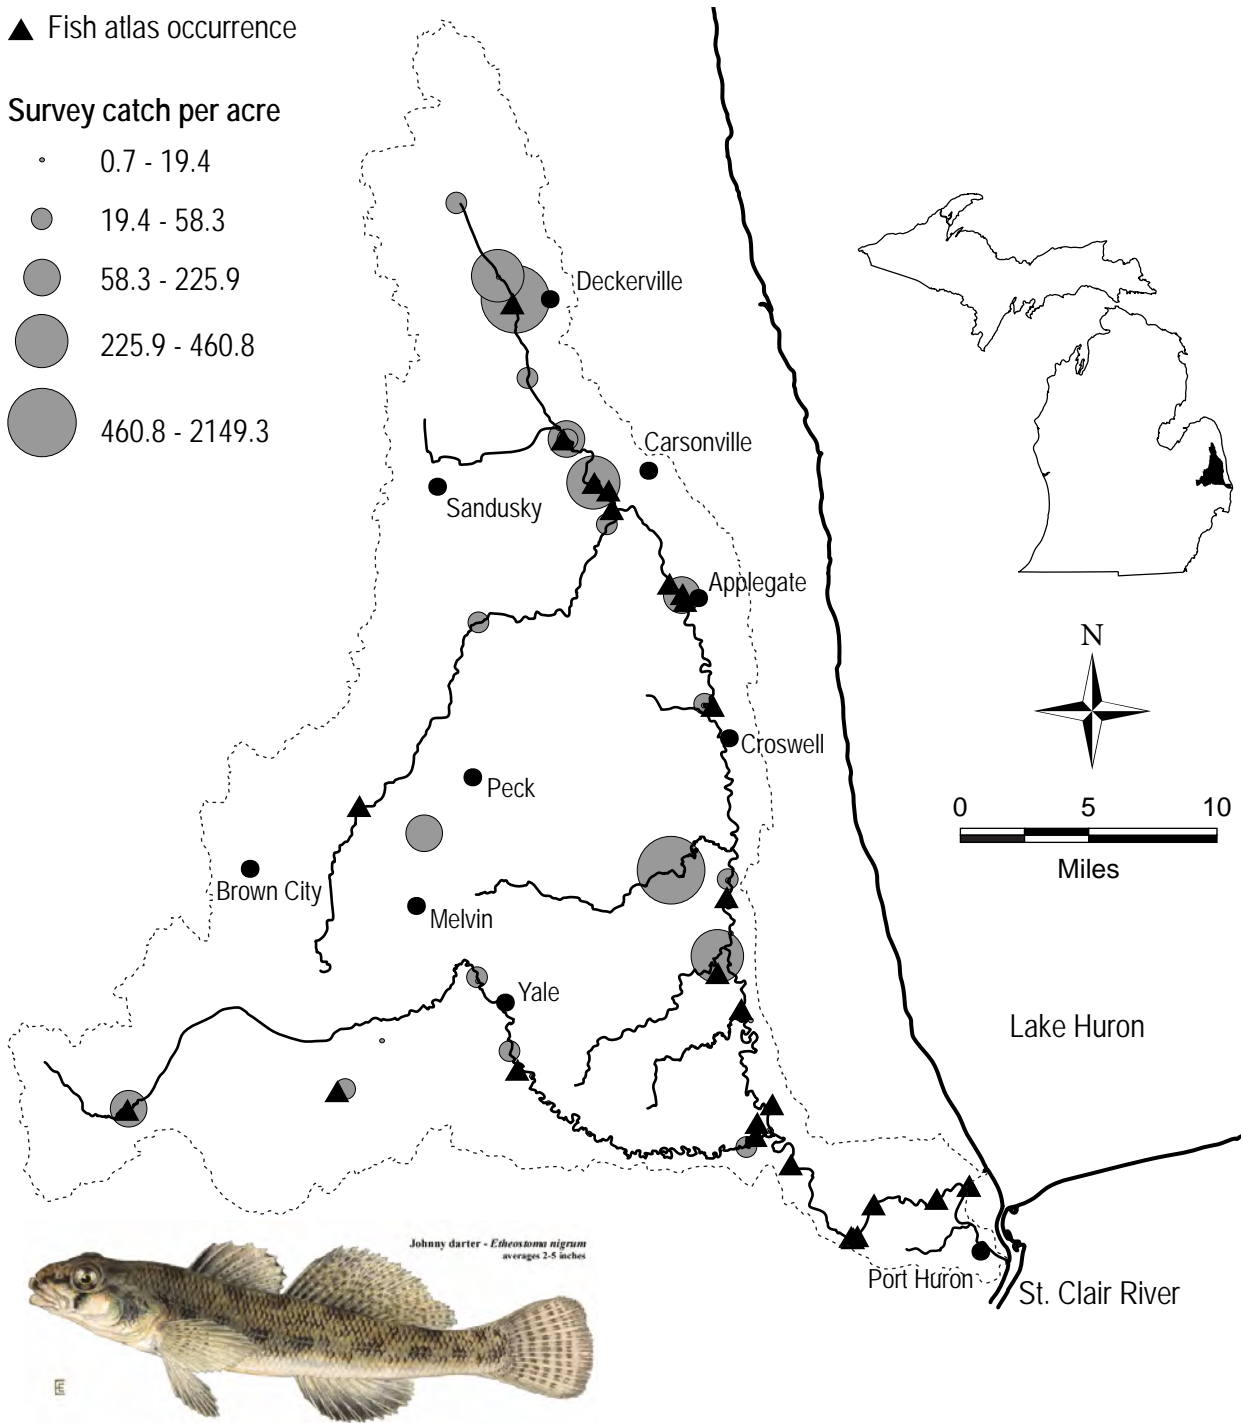 Fish atlas occurrence
Survey catch per acre
0.7 - 19.4
19.4 - 58.3
58.3 - 225.9
225.9 - 460.8
460.8 - 2149.3
Deckerville
Carsonville
Sandusky
Applegate
N
Croswell
Peck
0 5 10
Miles
Brown City
Melvin
Yale
Lake Huron
Port Huron
St. Clair River
Johnny darter - Etheostoma nigrum
averages 2-5 inches